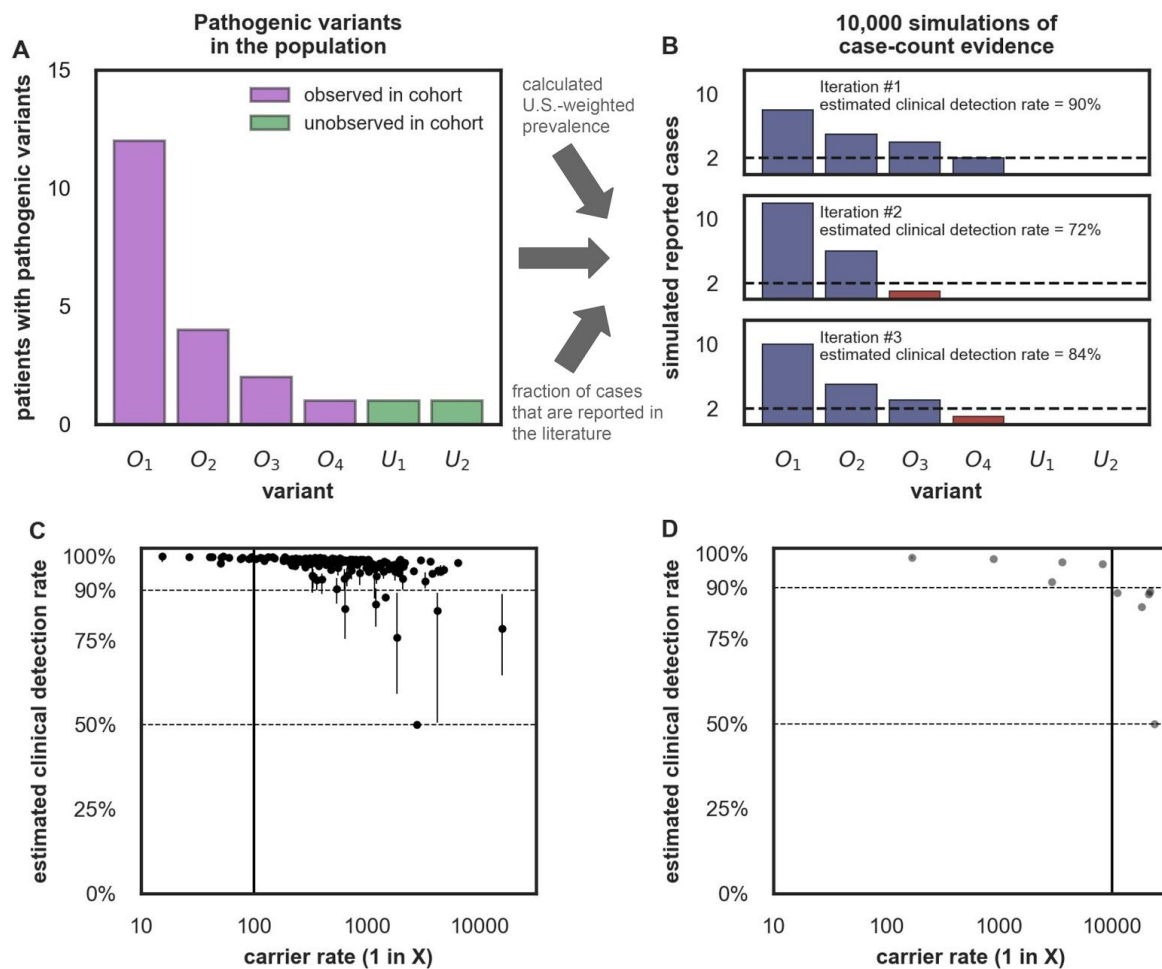 A
Pathogenic variants
in the population
patients with pathogenic variants
15
10
5
0
observed in cohort
unobserved in cohort
O1
O2
O3
O4
U1
U2
variant
calculated
U.S.-weighted
prevalence
fraction of cases
that are reported in
the literature
B
10,000 simulations of
case-count evidence
simulated reported cases
10
2
Iteration #1
estimated clinical detection rate = 90%
10
2
Iteration #2
estimated clinical detection rate = 72%
10
2
Iteration #3
estimated clinical detection rate = 84%
O1
O2
O3
O4
U1
U2
variant
C
estimated clinical detection rate
100%
90%
75%
50%
25%
0%
10
100
1000
10000
carrier rate (1 in X)
D
estimated clinical detection rate
100%
90%
75%
50%
25%
0%
10
100
1000
10000
carrier rate (1 in X)